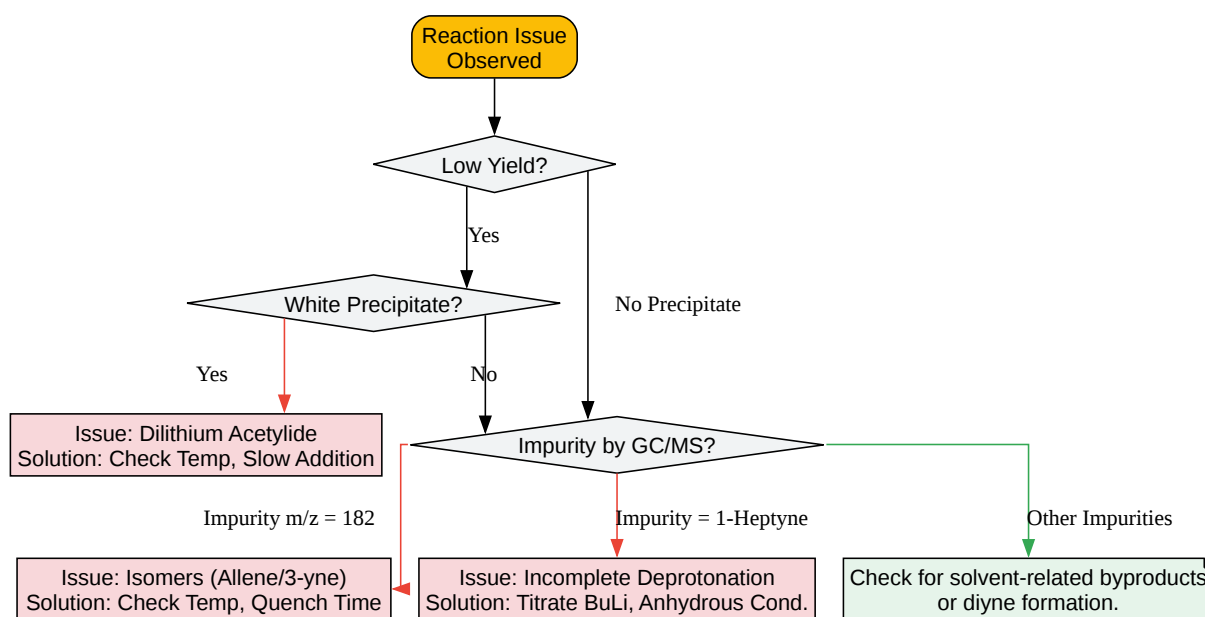 Reaction Issue
Observed
Low Yield?
Yes
White Precipitate?
No Precipitate
Yes
No
Issue: Dilithium Acetylide
Solution: Check Temp, Slow Addition
Impurity by GC/MS?
Impurity m/z = 182
Impurity = 1-Heptyne
Other Impurities
Issue: Isomers (Allene/3-yne)
Solution: Check Temp, Quench Time
Issue: Incomplete Deprotonation
Solution: Titrate BuLi, Anhydrous Cond.
Check for solvent-related byproducts
or diyne formation.